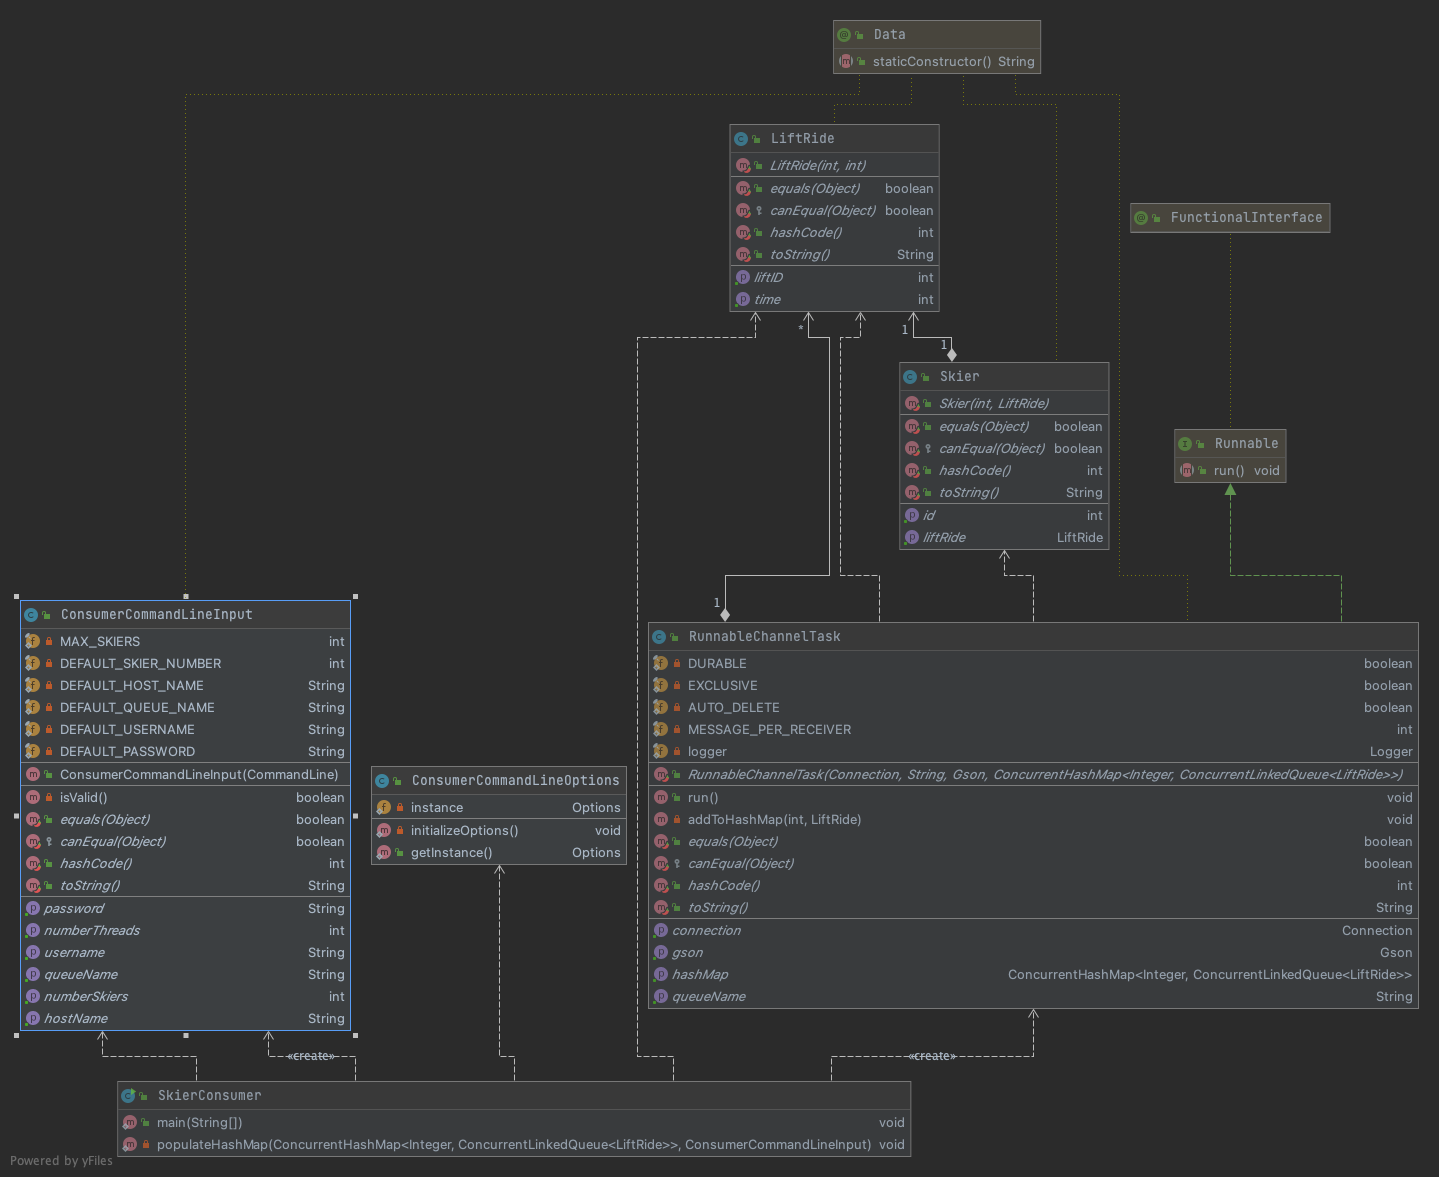 Data
staticConstructor() String
LiftRide
LiftRide(int, int)
equals(Object) boolean
canEqual(Object) boolean
hashCode() int
toString() String
liftID int
time int
FunctionalInterface
* 1
1
Skier
Skier(int, LiftRide)
equals(Object) boolean
canEqual(Object) boolean
hashCode() int
toString() String
id int
liftRide LiftRide
Runnable
run() void
1
ConsumerCommandLineInput
MAX_SKIERS int
DEFAULT_SKIER_NUMBER int
DEFAULT_HOST_NAME String
DEFAULT_QUEUE_NAME String
DEFAULT_USERNAME String
DEFAULT_PASSWORD String
ConsumerCommandLineInput(CommandLine)
isValid() boolean
equals(Object) boolean
canEqual(Object) boolean
hashCode() int
toString() String
password String
numberThreads int
username String
queueName String
numberSkiers int
hostName String
ConsumerCommandLineOptions
instance Options
initializeOptions() void
getInstance() Options
RunnableChannelTask
DURABLE boolean
EXCLUSIVE boolean
AUTO_DELETE boolean
MESSAGE_PER_RECEIVER int
logger Logger
RunnableChannelTask(Connection, String, Gson, ConcurrentHashMap<Integer, ConcurrentLinkedQueue<LiftRide>>)
run() void
addToHashMap(int, LiftRide) void
equals(Object) boolean
canEqual(Object) boolean
hashCode() int
toString() String
connection Connection
gson Gson
hashMap ConcurrentHashMap<Integer, ConcurrentLinkedQueue<LiftRide>>
queueName String
«create» «create»
SkierConsumer
main(String[]) void
populateHashMap(ConcurrentHashMap<Integer, ConcurrentLinkedQueue<LiftRide>>, ConsumerCommandLineInput) void
Powered by yFiles